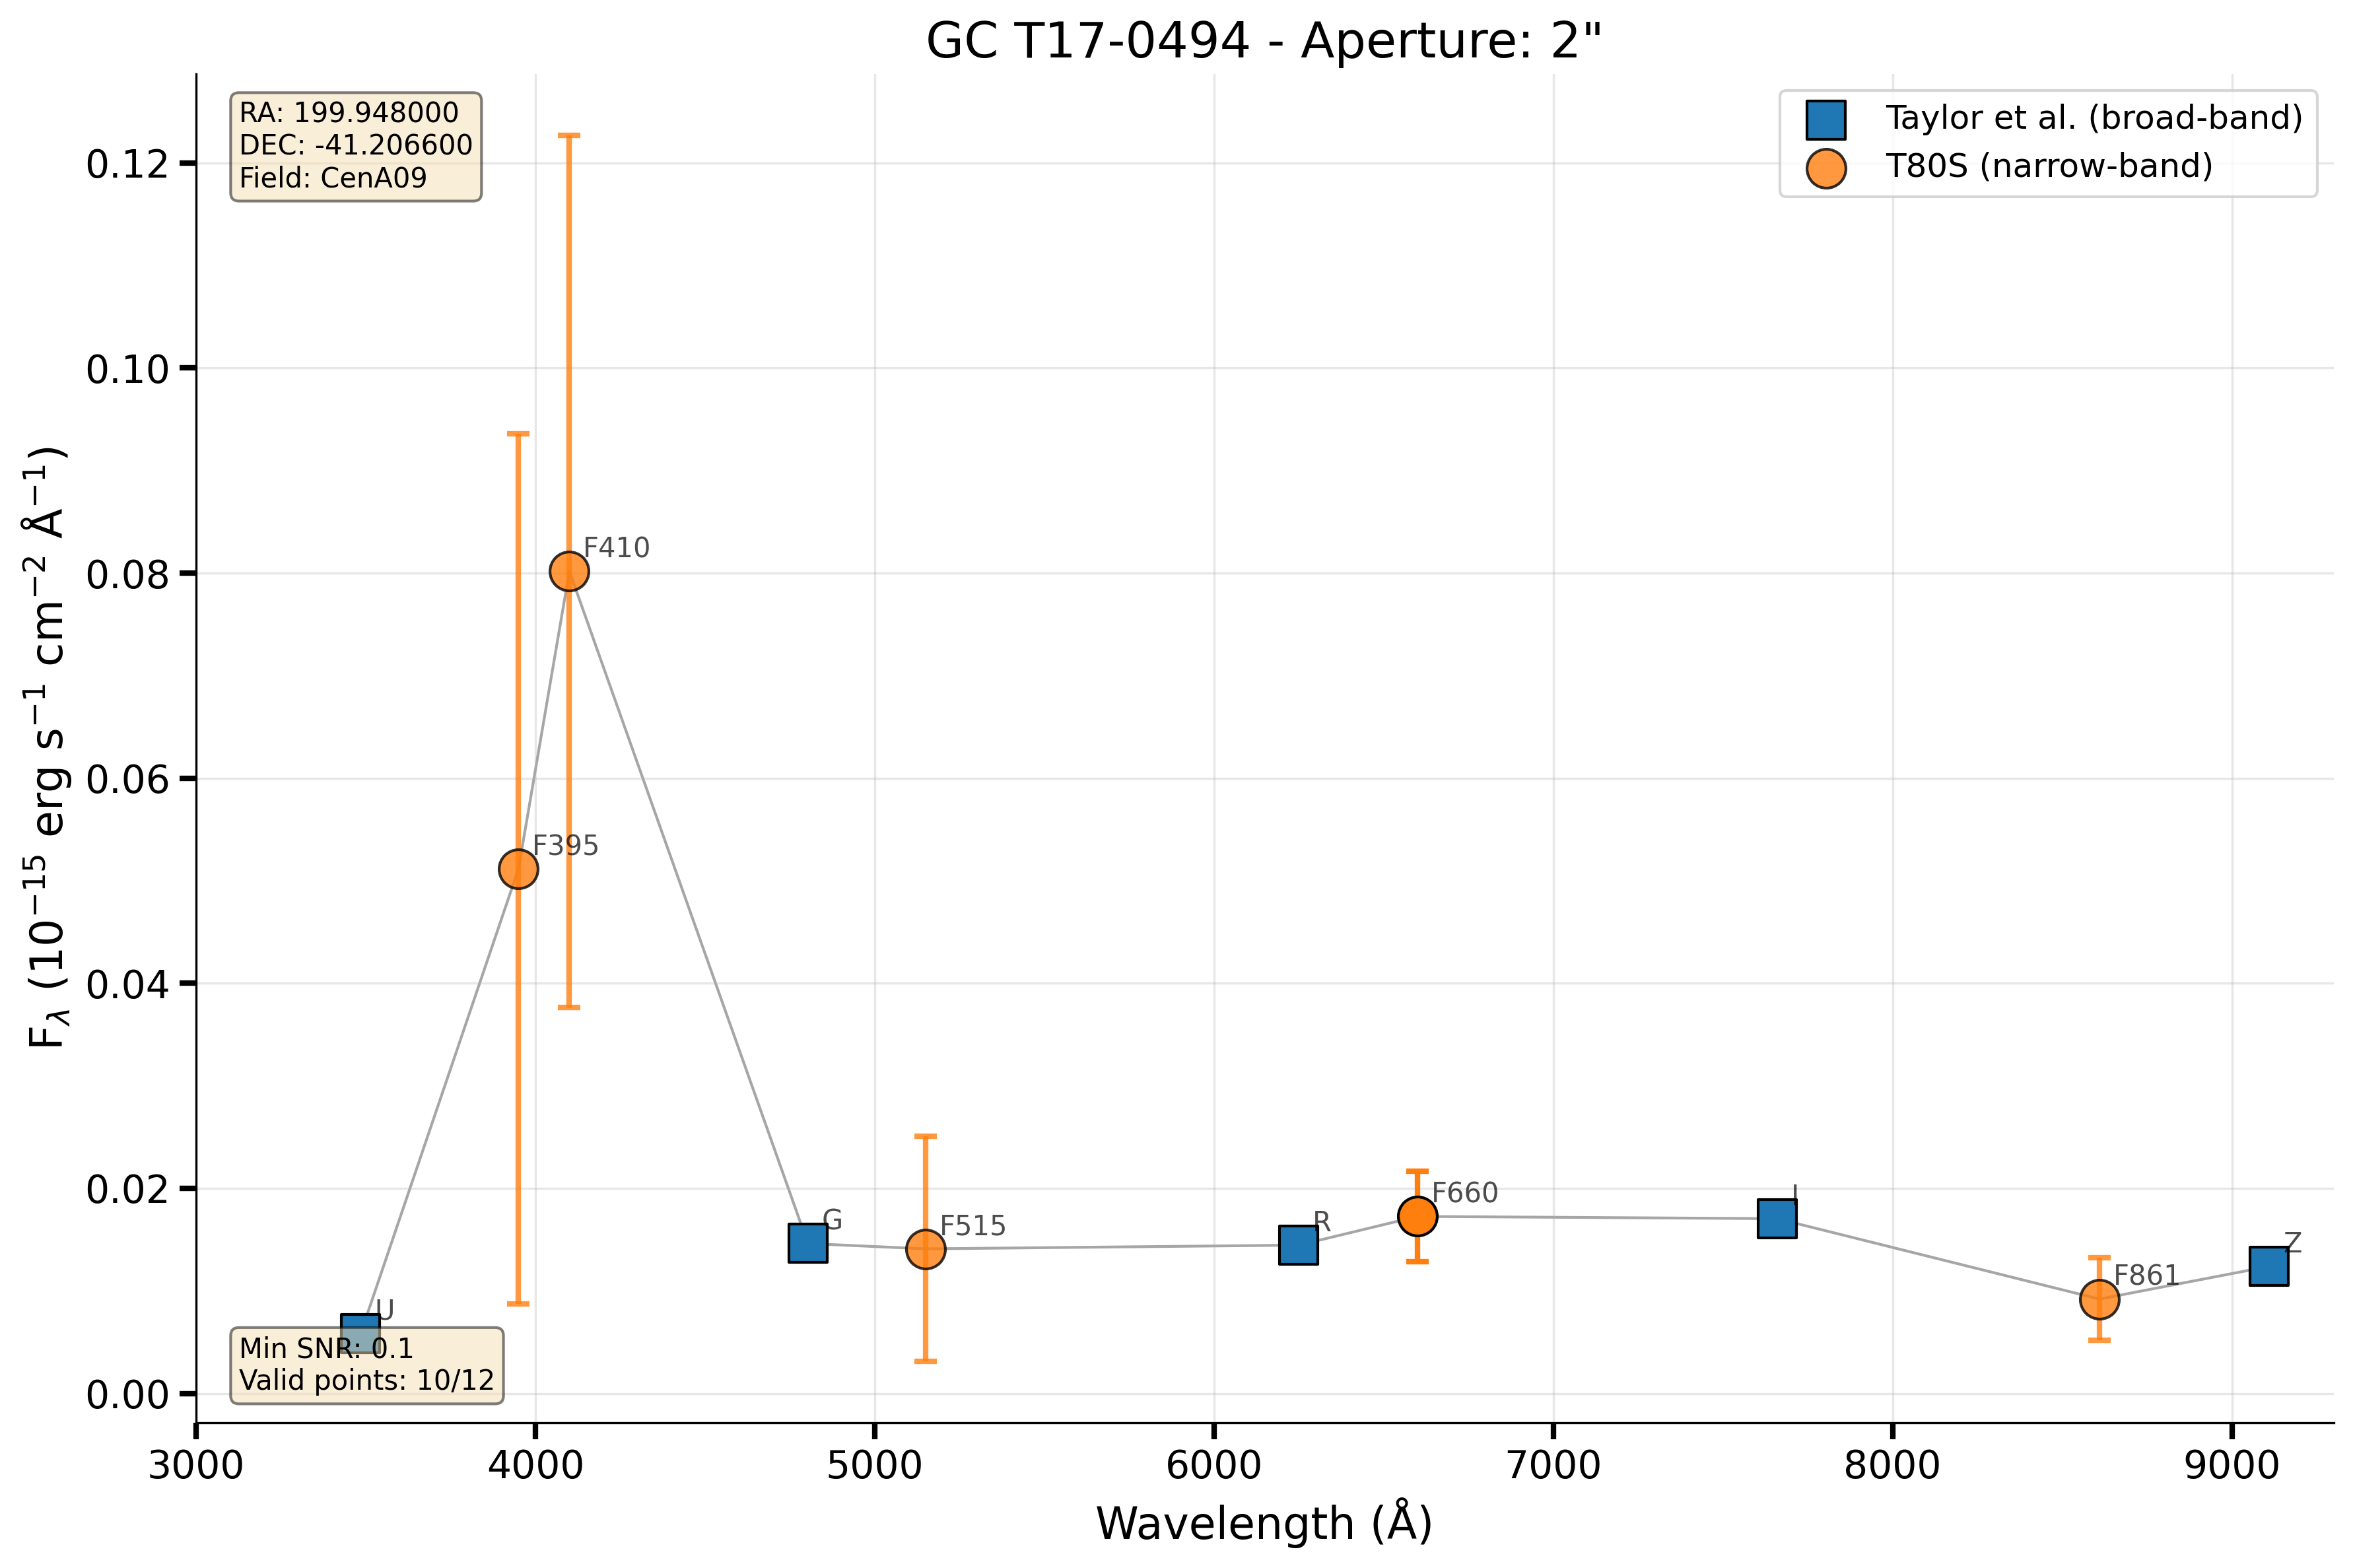 GC T17-0494 - Aperture: 2"
RA: 199.948000
DEC: -41.206600
Field: CenA09
Taylor et al. (broad-band)
T80S (narrow-band)
0.12
0.10
0.08
0.06
0.04
0.02
0.00
F_λ (10⁻¹⁵ erg s⁻¹ cm⁻² Å⁻¹)
F410
F395
U
G
F515
R
F660
I
F861
Z
Min SNR: 0.1
Valid points: 10/12
3000 4000 5000 6000 7000 8000 9000
Wavelength (Å)